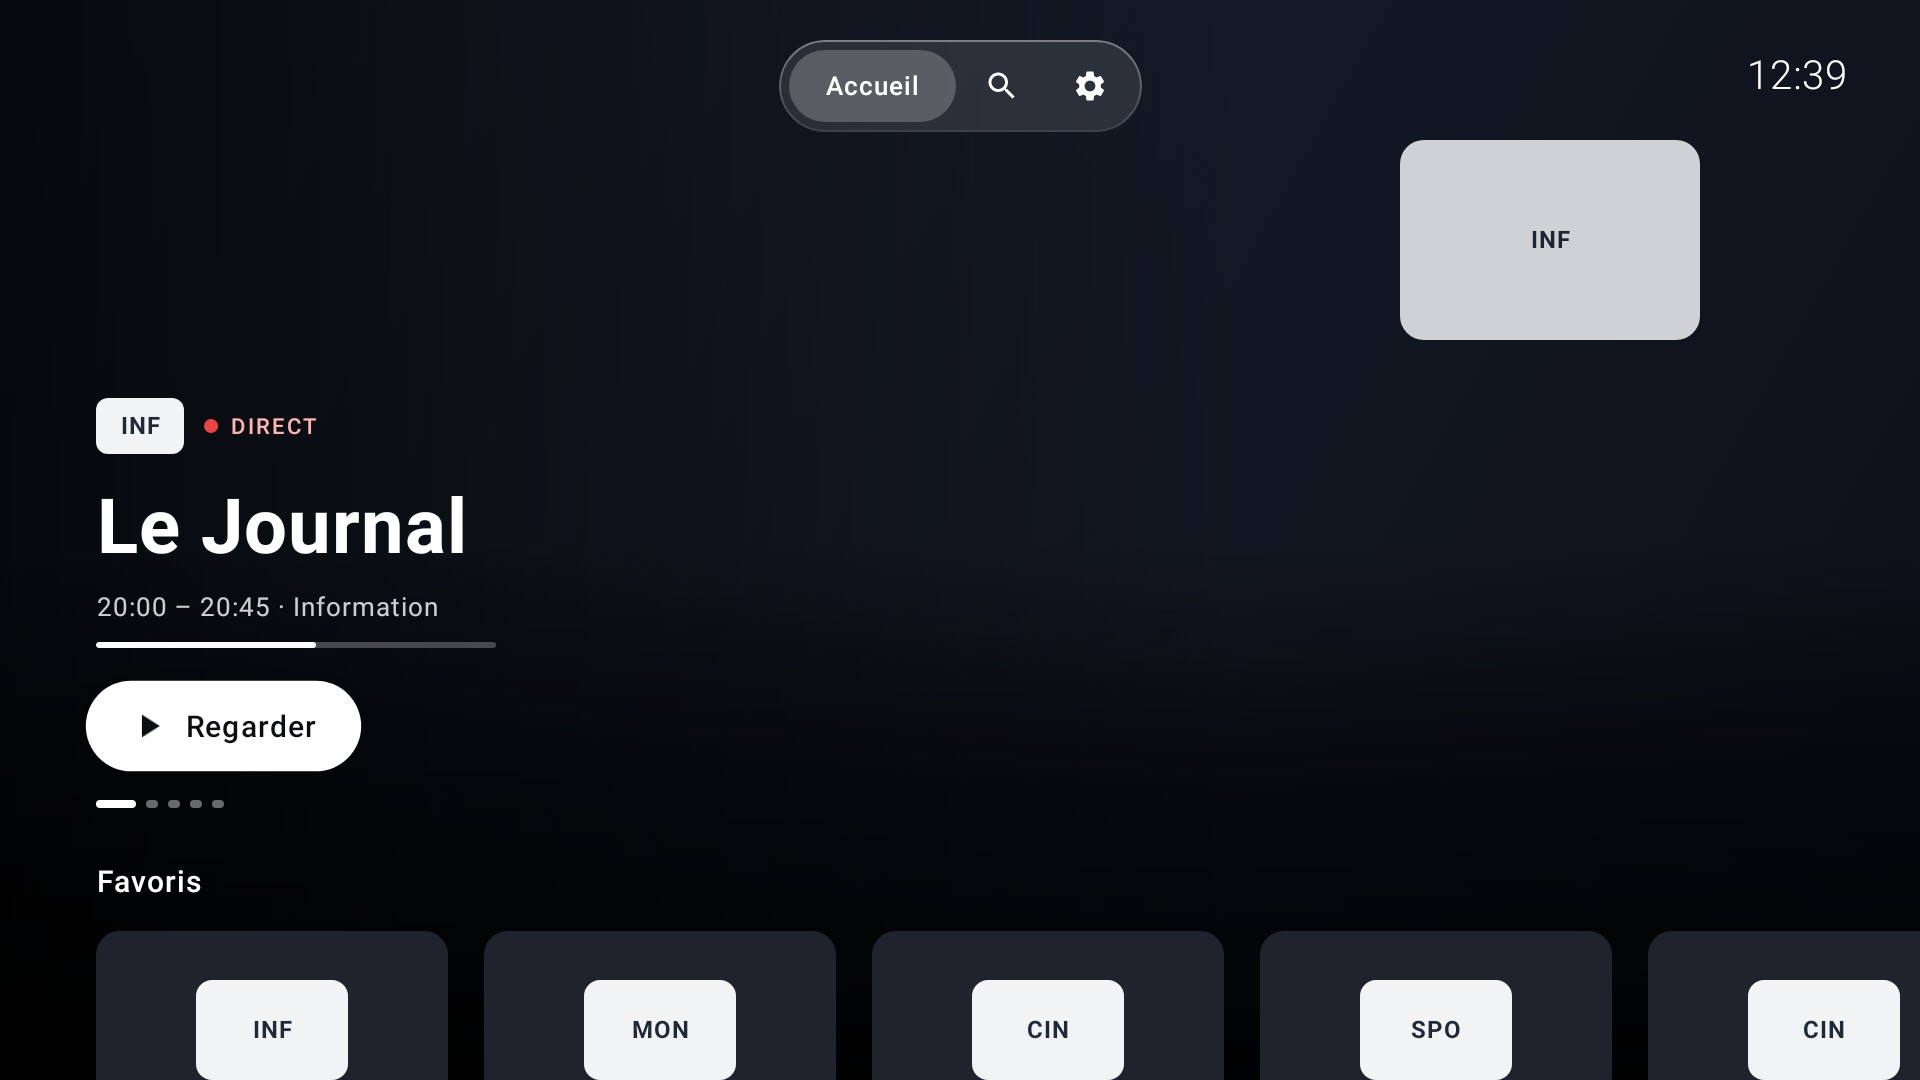 Accueil
12:39
INF
INF
DIRECT
Le Journal
20:00 – 20:45 · Information
Regarder
Favoris
INF
MON
CIN
SPO
CIN